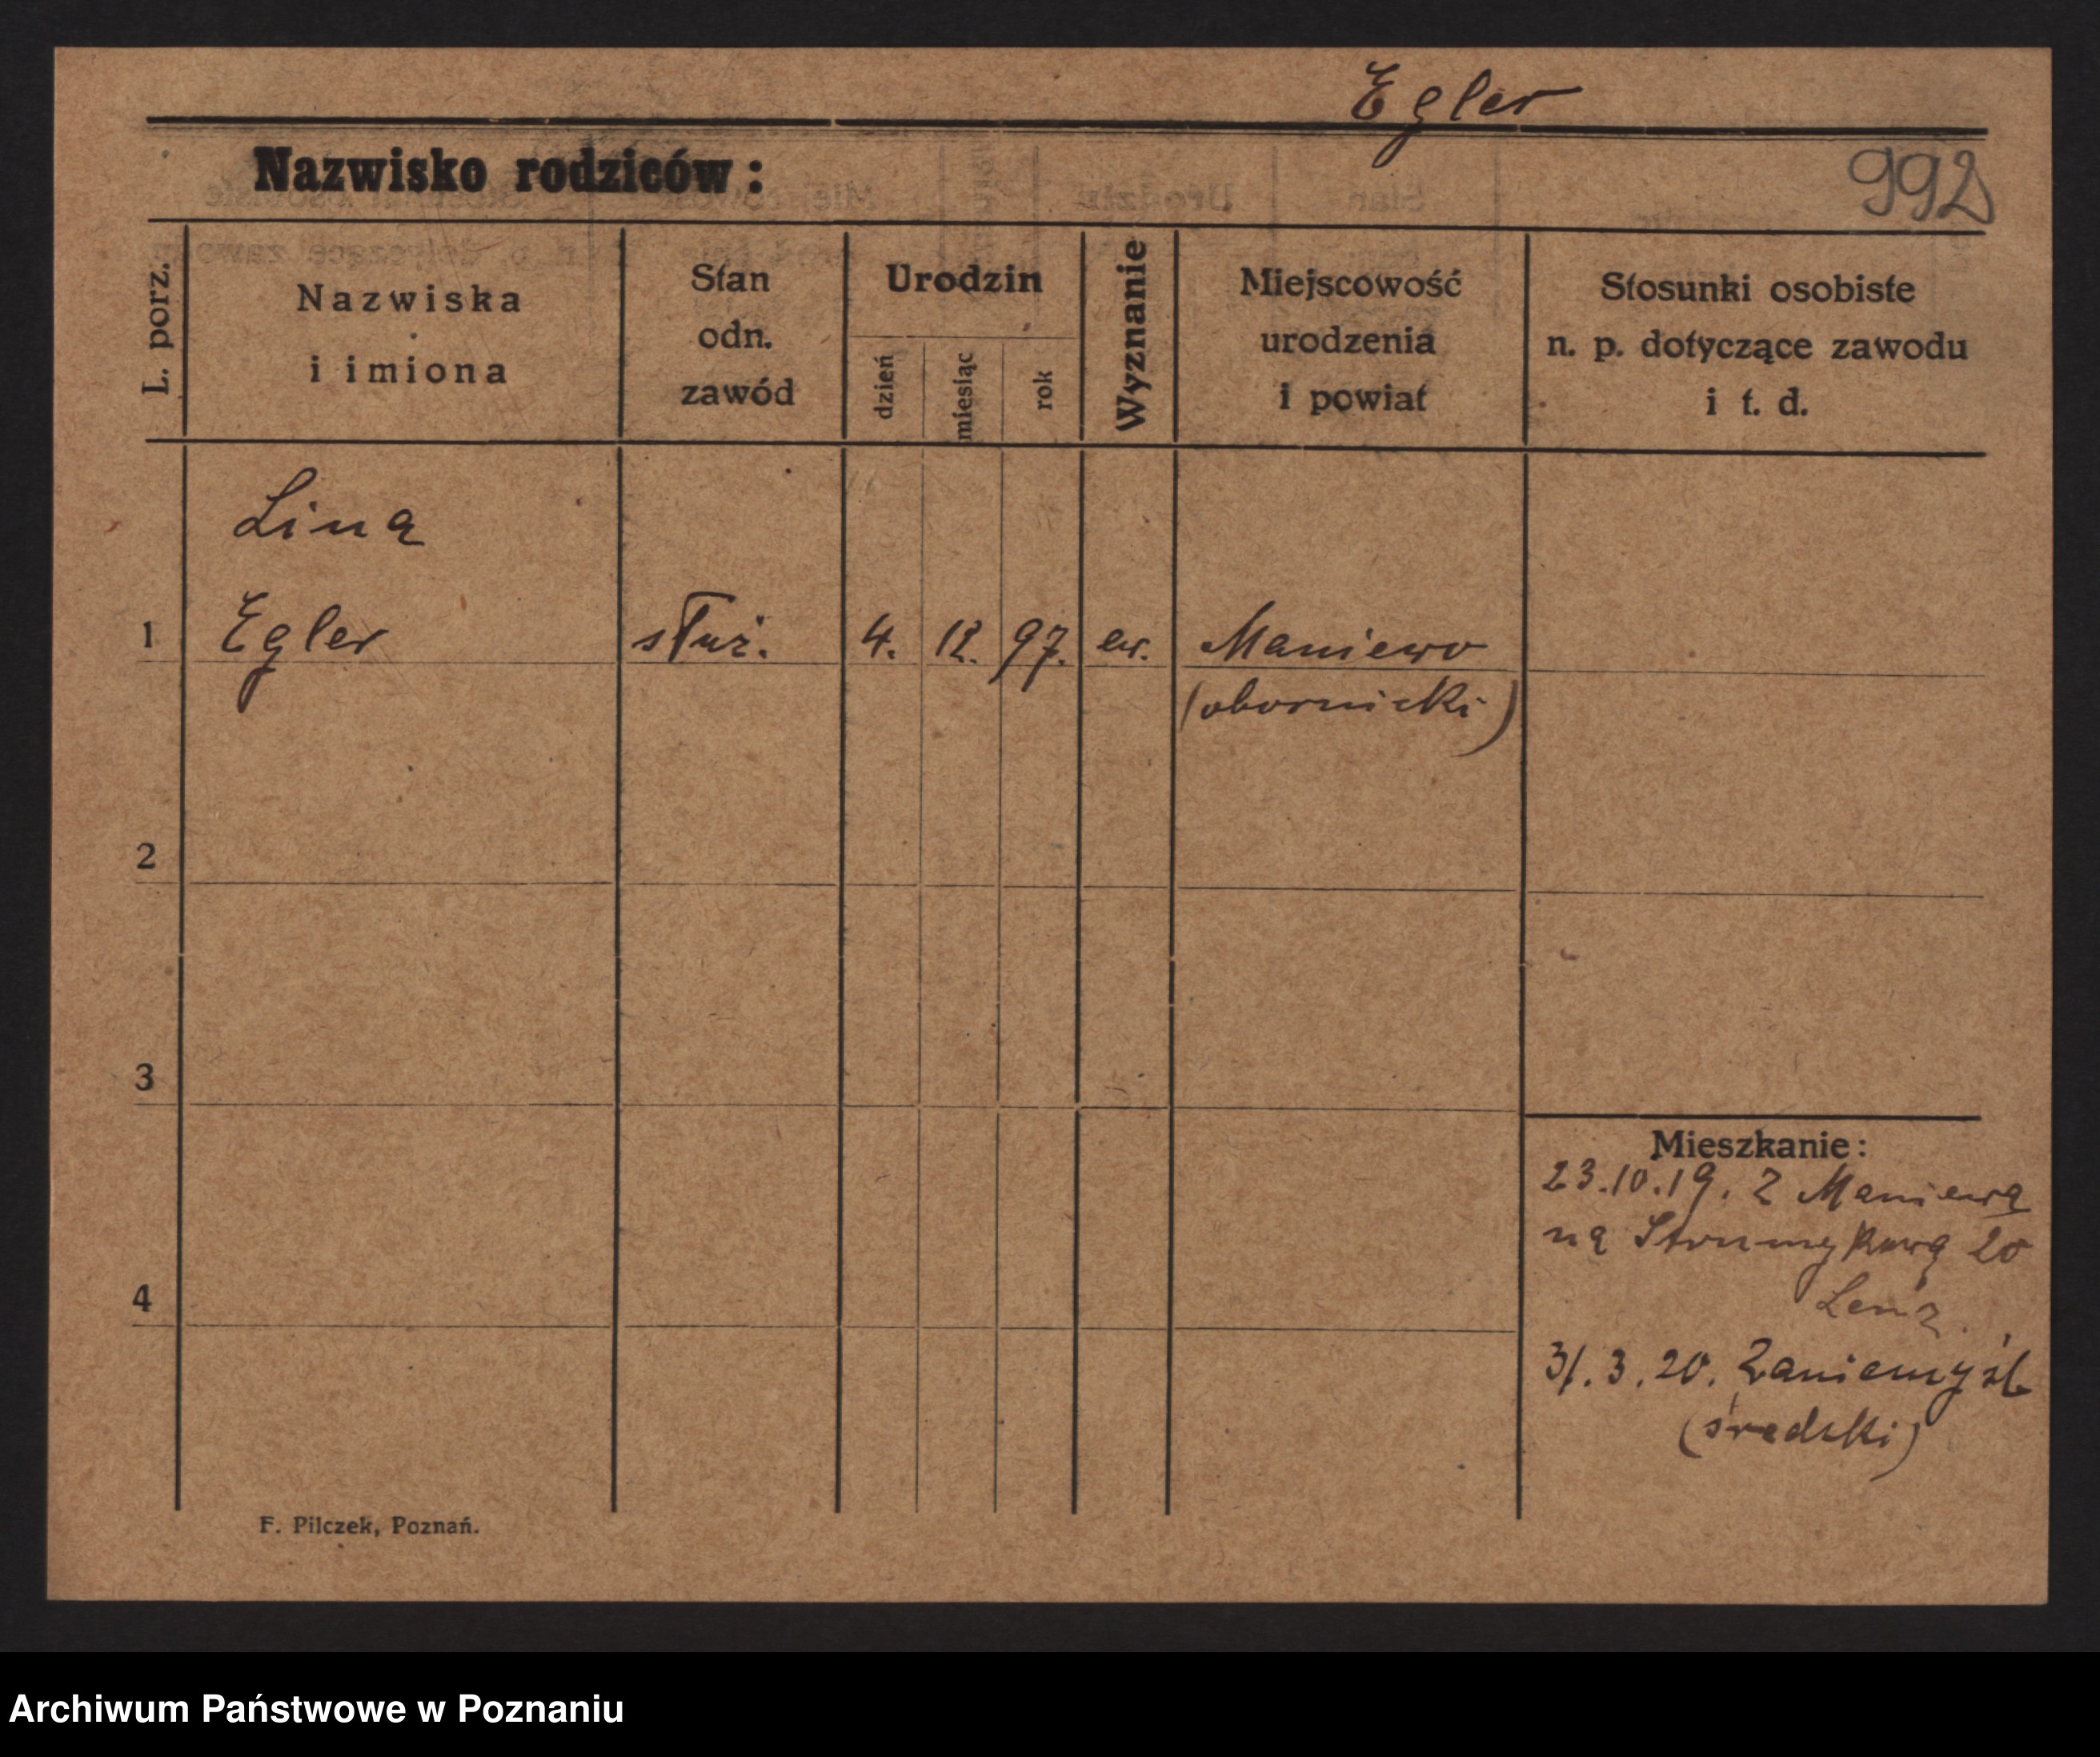 Egler
Nazwisko rodziców :
992
L. porz.
Nazwiska
i imiona
Stan
odn.
zawód
Urodzin
dzień
miesiąc
rok
Wyznanie
Miejscowość
urodzenia
i powiat
Stosunki osobiste
n. p. dotyczące zawodu
i t. d.
Lina
1 Egler służ. 4. 12. 97. ew. Maniewo
(obornicki)
2
3
4
Mieszkanie :
23.10.19. Z Maniewa
na Strumykową 20
Lenz
31.3.20. Zaniemyśl
(średzki)
F. Pilczek, Poznań.
Archiwum Państwowe w Poznaniu